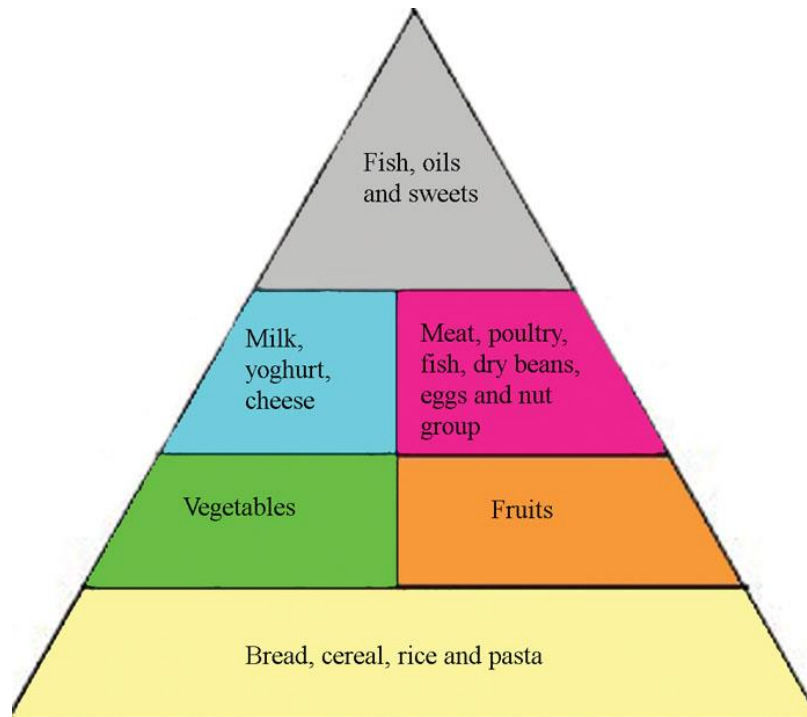 Fish, oils
and sweets
Milk,
yoghurt,
cheese
Meat, poultry,
fish, dry beans,
eggs and nut
group
Vegetables
Fruits
Bread, cereal, rice and pasta